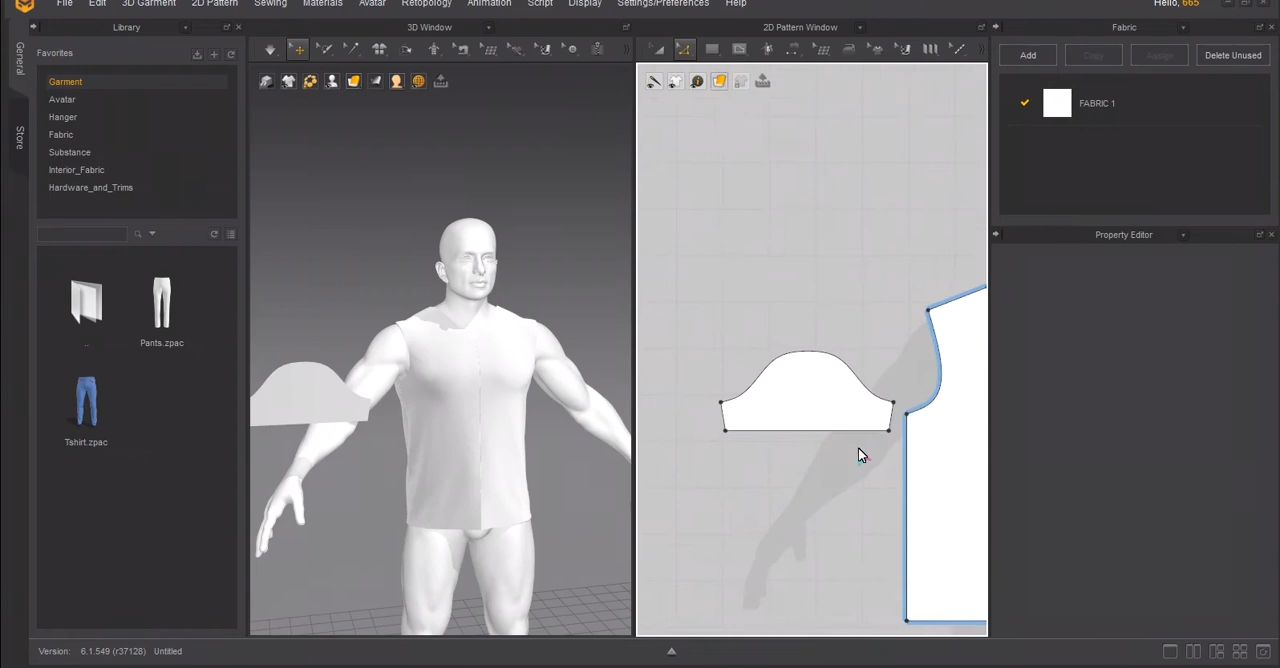 File Edit 3D Garment 2D Pattern Sewing Materials Avatar Retopology Animation Script Display Settings/Preferences Help Hello, 665
Library 3D Window 2D Pattern Window Fabric
General
Store
Favorites
Garment
Avatar
Hanger
Fabric
Substance
Interior_Fabric
Hardware_and_Trims
..
Pants.zpac
Tshirt.zpac
Add Copy Assign Delete Unused
FABRIC 1
Property Editor
Version: 6.1.549 (r37128) Untitled